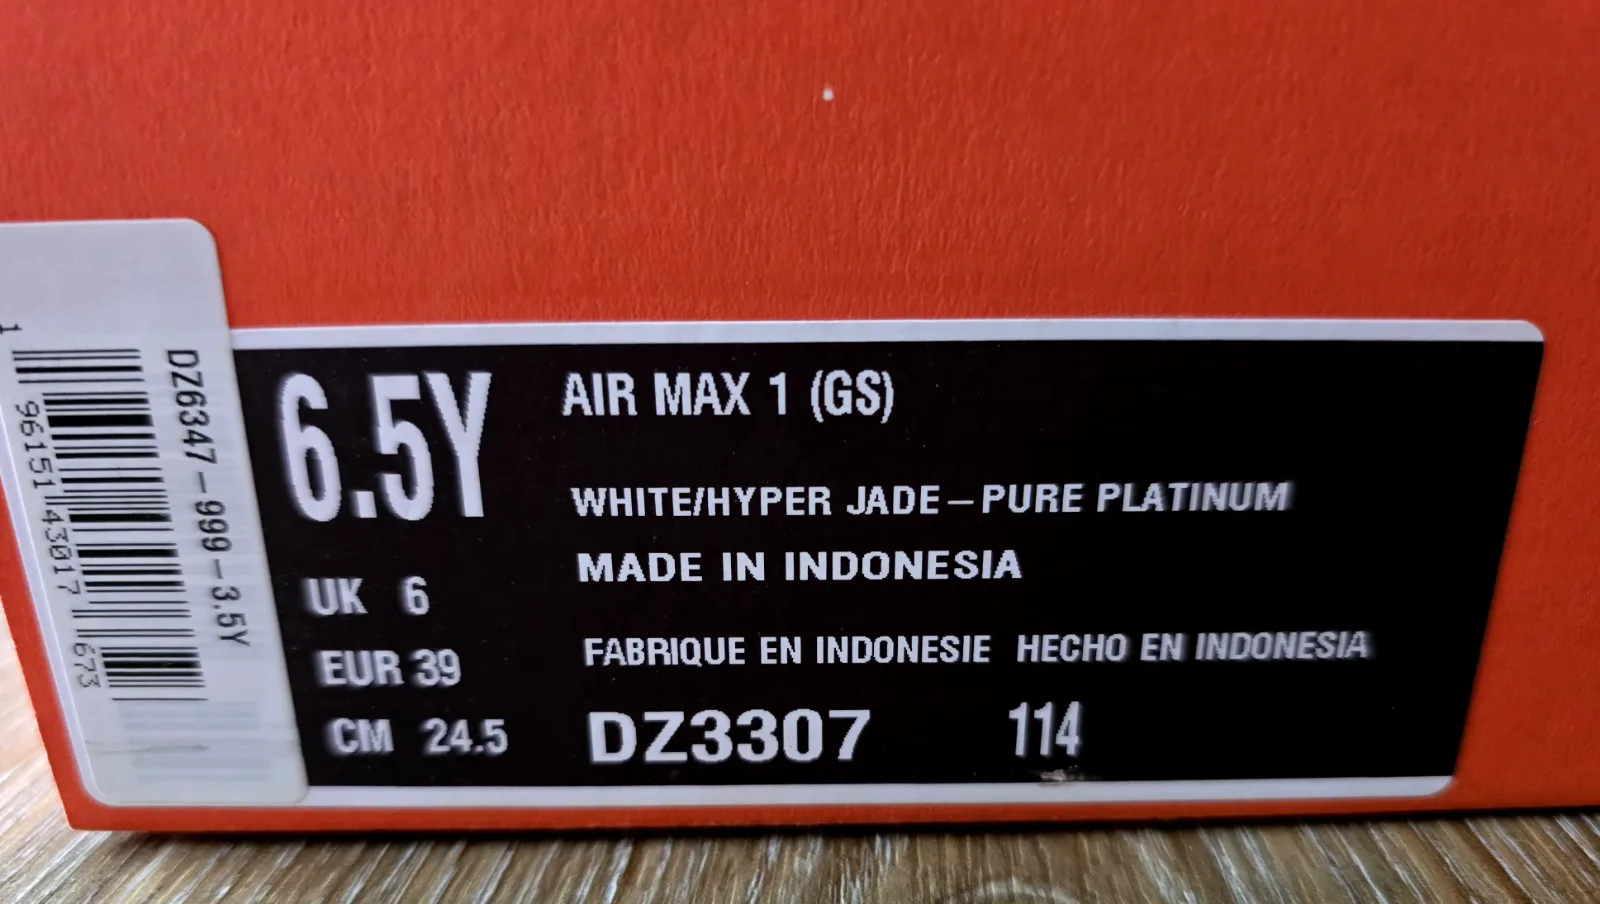 DZ6347-999-3.5Y
1 96151 43017 673
6.5Y
UK 6
EUR 39
CM 24.5
AIR MAX 1 (GS)
WHITE/HYPER JADE-PURE PLATINUM
MADE IN INDONESIA
FABRIQUE EN INDONESIE HECHO EN INDONESIA
DZ3307 114